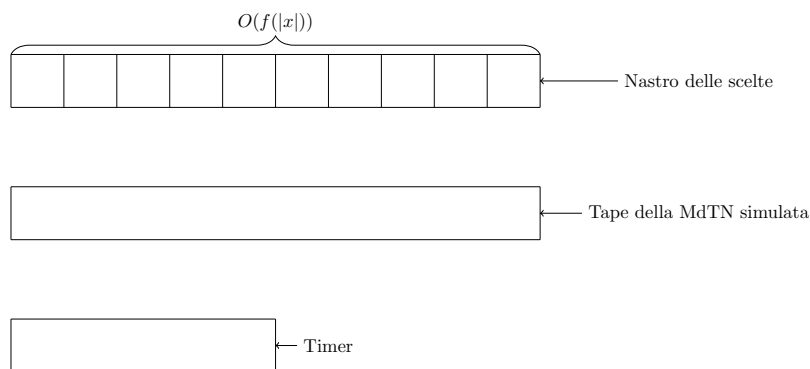 O(f(|x|))
Nastro delle scelte
Tape della MdTN simulata
Timer